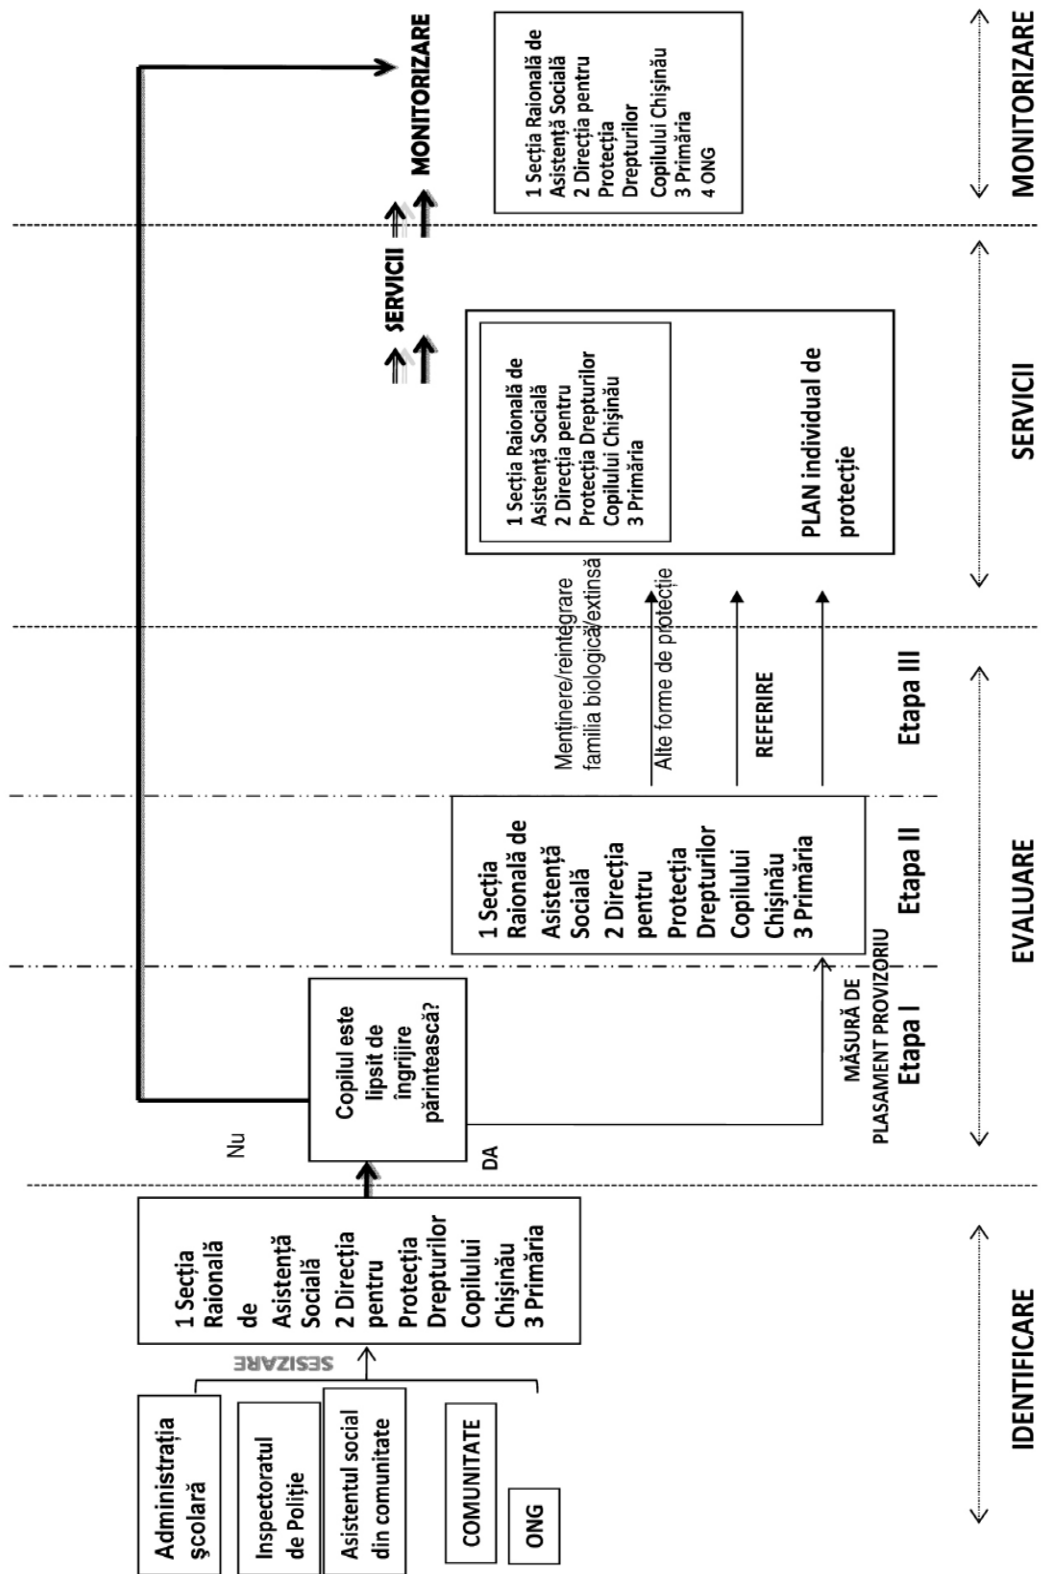 Administrația
școlară
Inspectoratul
de Poliție
Asistentul social
din comunitate
COMUNITATE
ONG
SESIZARE
1 Secția
Raională
de
Asistență
Socială
2 Direcția
pentru
Protecția
Drepturilor
Copilului
Chișinău
3 Primăria
Nu
Copilul este
lipsit de
îngrijire
părintească?
DA
MĂSURĂ DE
PLASAMENT PROVIZORIU
Etapa I
1 Secția
Raională de
Asistență
Socială
2 Direcția
pentru
Protecția
Drepturilor
Copilului
Chișinău
3 Primăria
Etapa II
Menținere/reintegrare
familia biologică/extinsă
Alte forme de protecție
REFERIRE
Etapa III
SERVICII
1 Secția Raională de
Asistență Socială
2 Direcția pentru
Protecția Drepturilor
Copilului Chișinău
3 Primăria
PLAN individual de
protecție
MONITORIZARE
1 Secția Raională de
Asistență Socială
2 Direcția pentru
Protecția
Drepturilor
Copilului Chișinău
3 Primăria
4 ONG
IDENTIFICARE
EVALUARE
SERVICII
MONITORIZARE